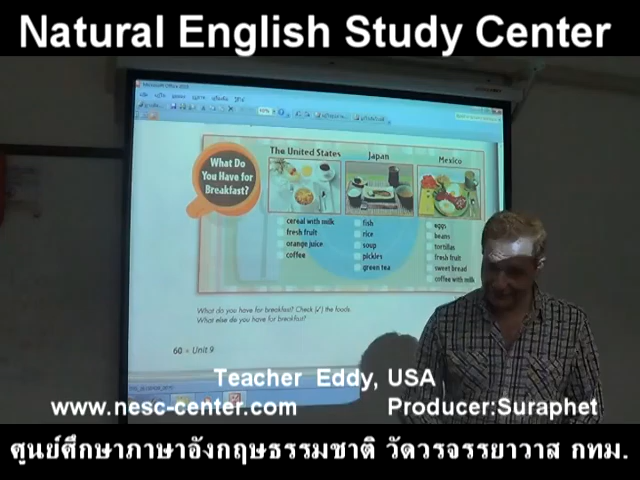 Natural English Study Center
Microsoft Office 2003
What Do
You Have for
Breakfast?
The United States
cereal with milk
fresh fruit
orange juice
coffee
Japan
fish
rice
soup
pickles
green tea
Mexico
eggs
beans
tortillas
fresh fruit
sweet bread
coffee with milk
What do you have for breakfast? Check (✓) the foods.
What else do you have for breakfast?
60 • Unit 9
Teacher Eddy, USA
www.nesc-center.com
Producer:Suraphet
ศูนย์ศึกษาภาษาอังกฤษธรรมชาติ วัดวรจรรยาวาส กทม.